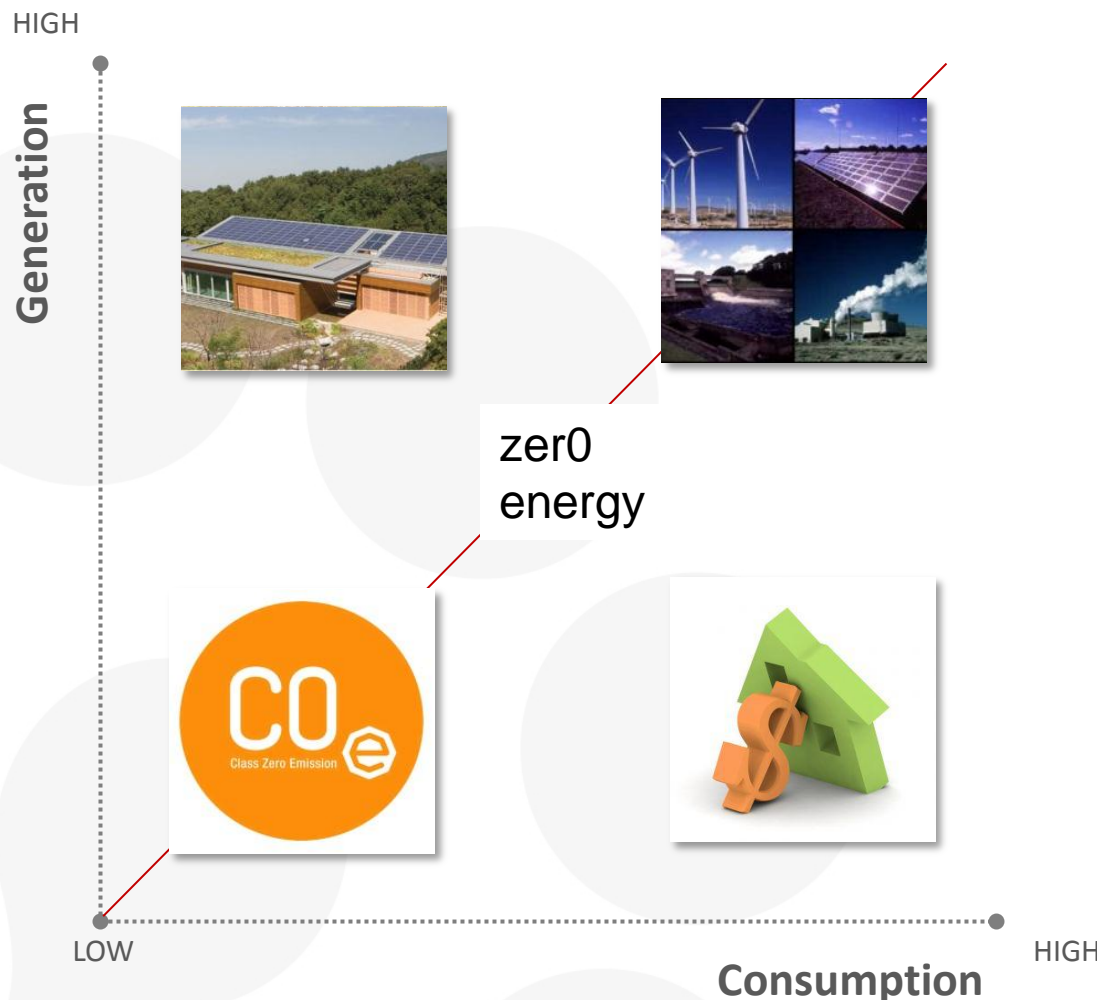 HIGH
Generation
zer0
energy
CO e
Class Zero Emission
$
LOW
HIGH
Consumption